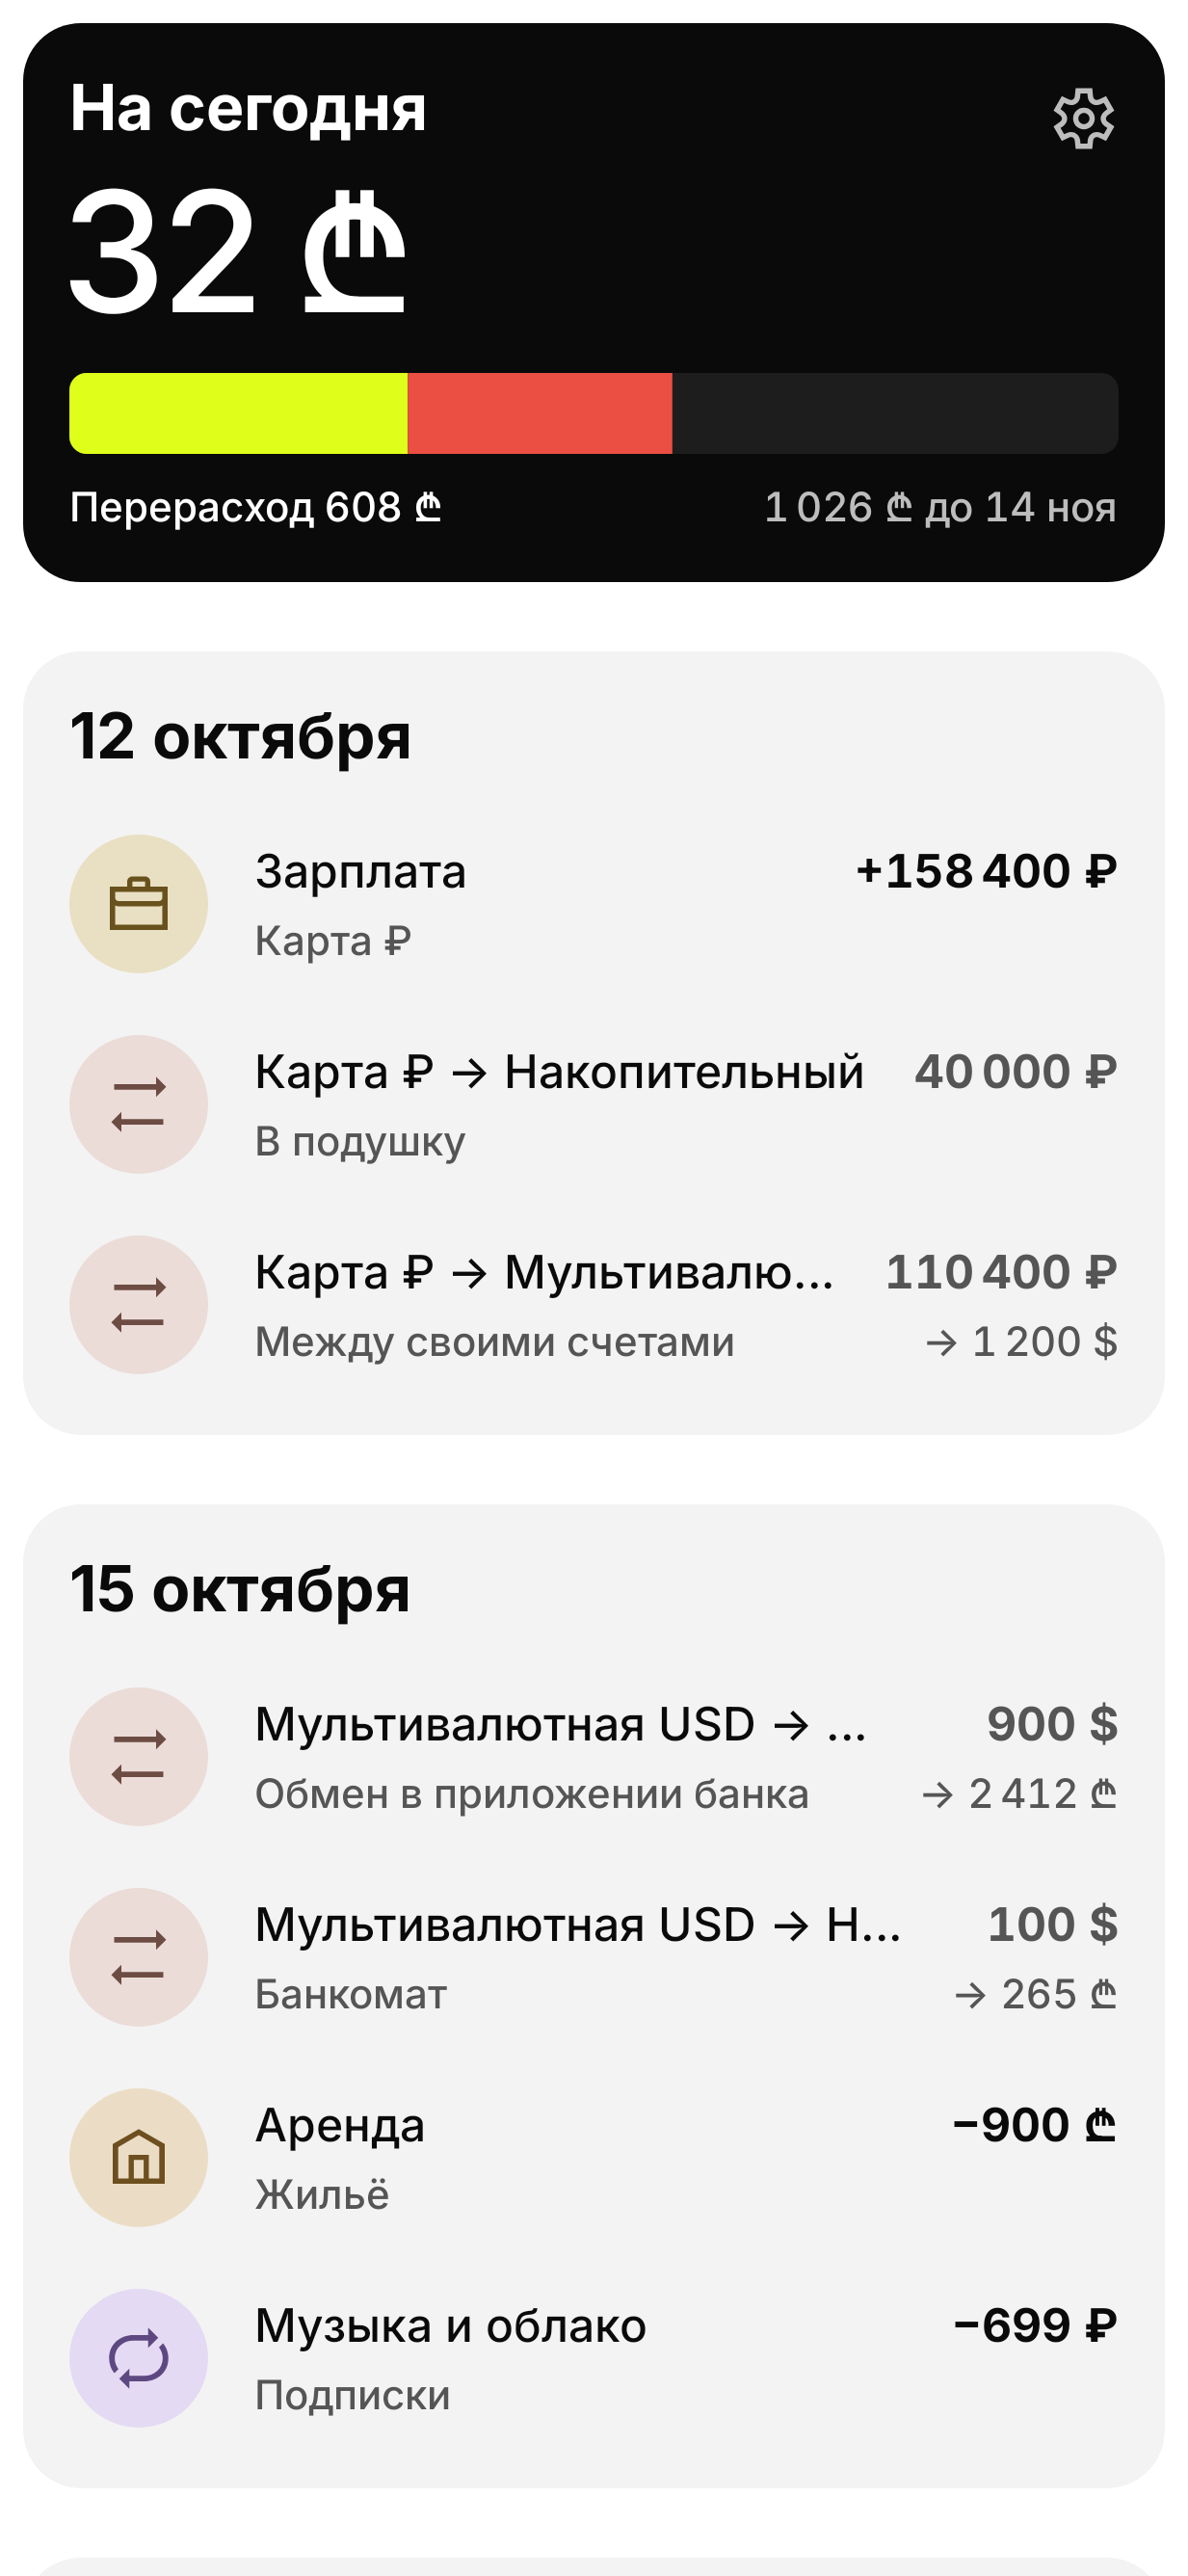 На сегодня
32 ₾
Перерасход 608 ₾
1 026 ₾ до 14 ноя
12 октября
Зарплата
+158 400 ₽
Карта ₽
Карта ₽ → Накопительный
40 000 ₽
В подушку
Карта ₽ → Мультивалю...
110 400 ₽
Между своими счетами
→ 1 200 $
15 октября
Мультивалютная USD → ...
900 $
Обмен в приложении банка
→ 2 412 ₾
Мультивалютная USD → Н...
100 $
Банкомат
→ 265 ₾
Аренда
−900 ₾
Жильё
Музыка и облако
−699 ₽
Подписки